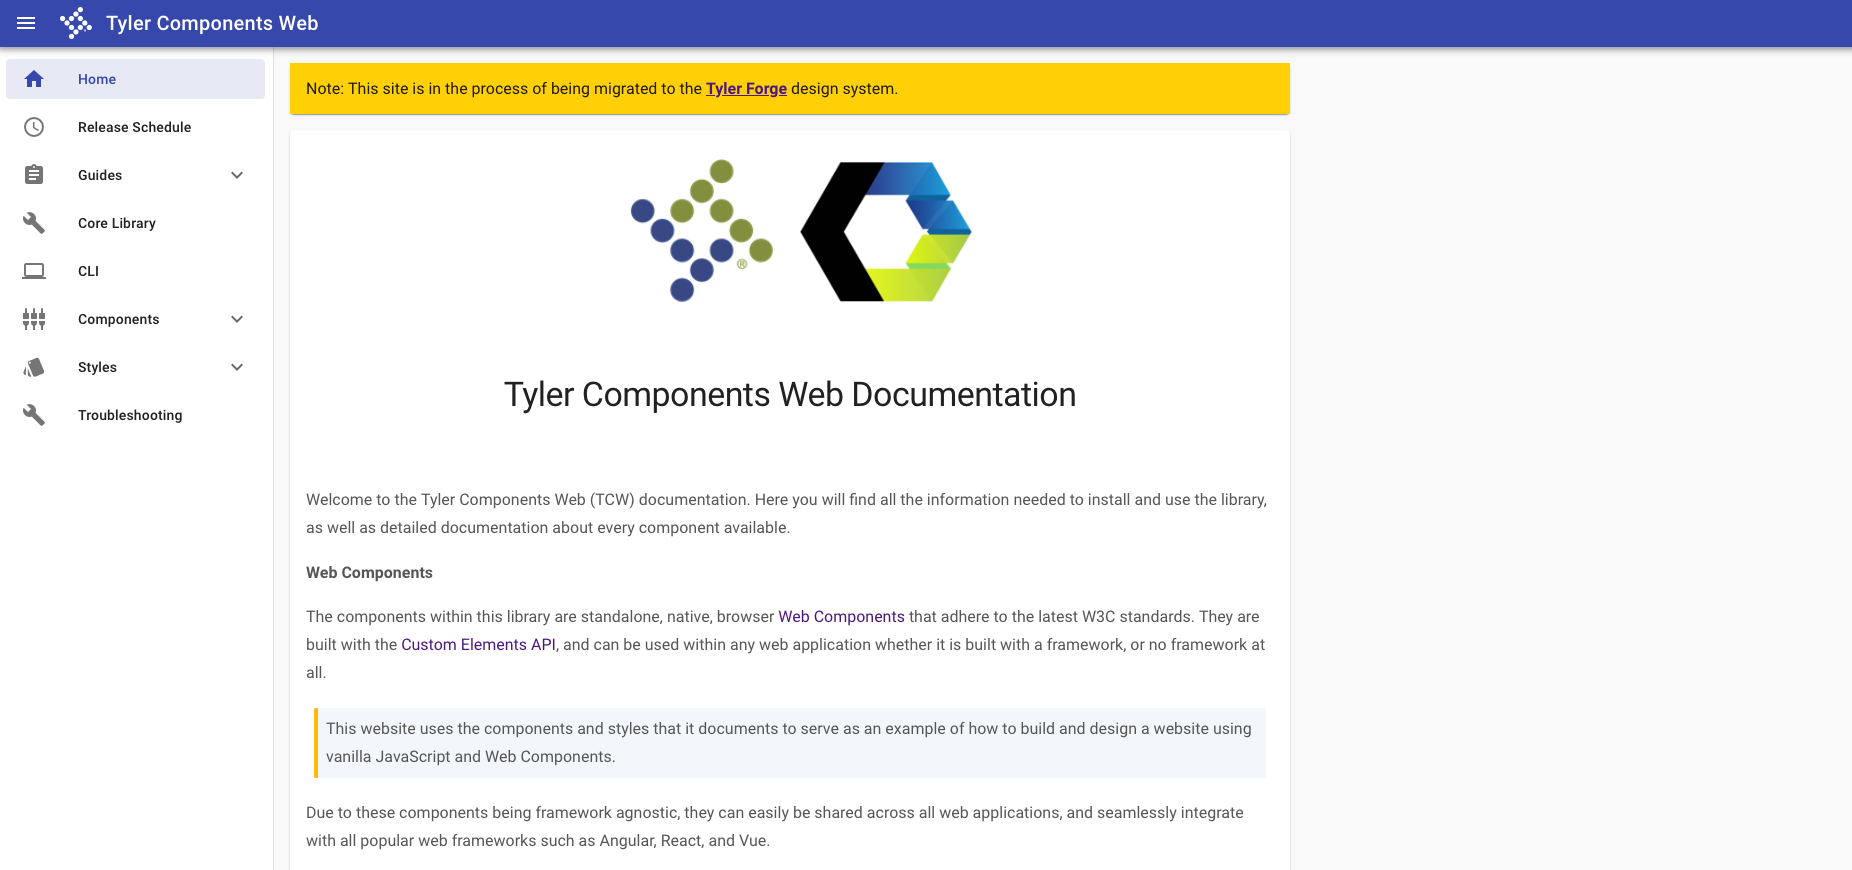 Tyler Components Web
Home
Release Schedule
Guides
Core Library
CLI
Components
Styles
Troubleshooting
Note: This site is in the process of being migrated to the Tyler Forge design system.
®
Tyler Components Web Documentation
Welcome to the Tyler Components Web (TCW) documentation. Here you will find all the information needed to install and use the library,
as well as detailed documentation about every component available.
Web Components
The components within this library are standalone, native, browser Web Components that adhere to the latest W3C standards. They are
built with the Custom Elements API, and can be used within any web application whether it is built with a framework, or no framework at
all.
This website uses the components and styles that it documents to serve as an example of how to build and design a website using
vanilla JavaScript and Web Components.
Due to these components being framework agnostic, they can easily be shared across all web applications, and seamlessly integrate
with all popular web frameworks such as Angular, React, and Vue.